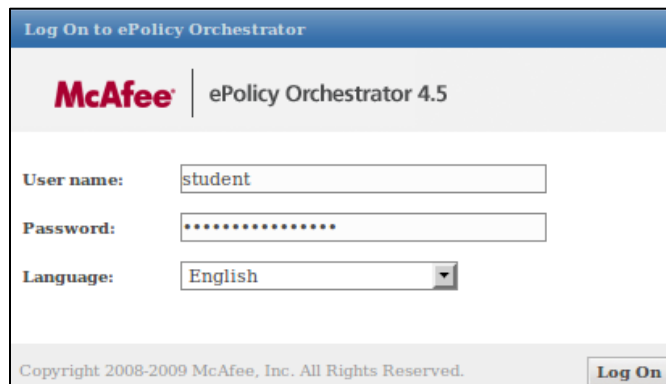 Log On to ePolicy Orchestrator
McAfee ePolicy Orchestrator 4.5
User name: student
Password: ••••••••••••••••
Language: English
Copyright 2008-2009 McAfee, Inc. All Rights Reserved. Log On